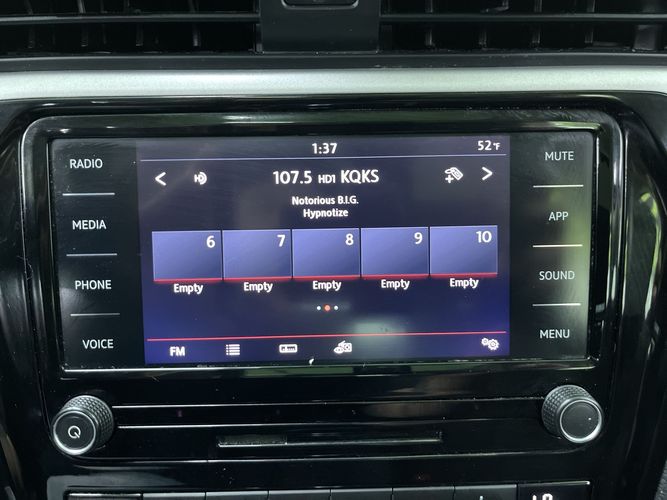 1:37
52 °F
RADIO
MUTE
107.5 HD1 KQKS
Notorious B.I.G.
Hypnotize
MEDIA
APP
6 7 8 9 10
Empty Empty Empty Empty Empty
PHONE
SOUND
VOICE
MENU
FM